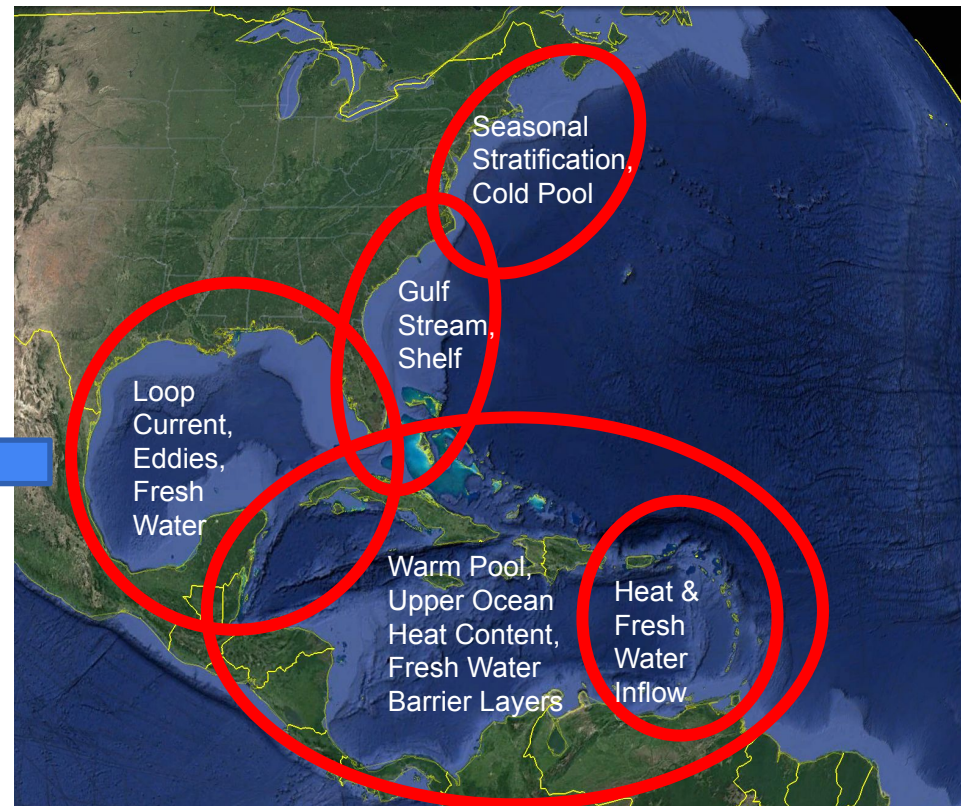 Seasonal
Stratification,
Cold Pool
Gulf
Stream,
Shelf
Loop
Current,
Eddies,
Fresh
Water
Warm Pool,
Upper Ocean
Heat Content,
Fresh Water
Barrier Layers
Heat &
Fresh
Water
Inflow